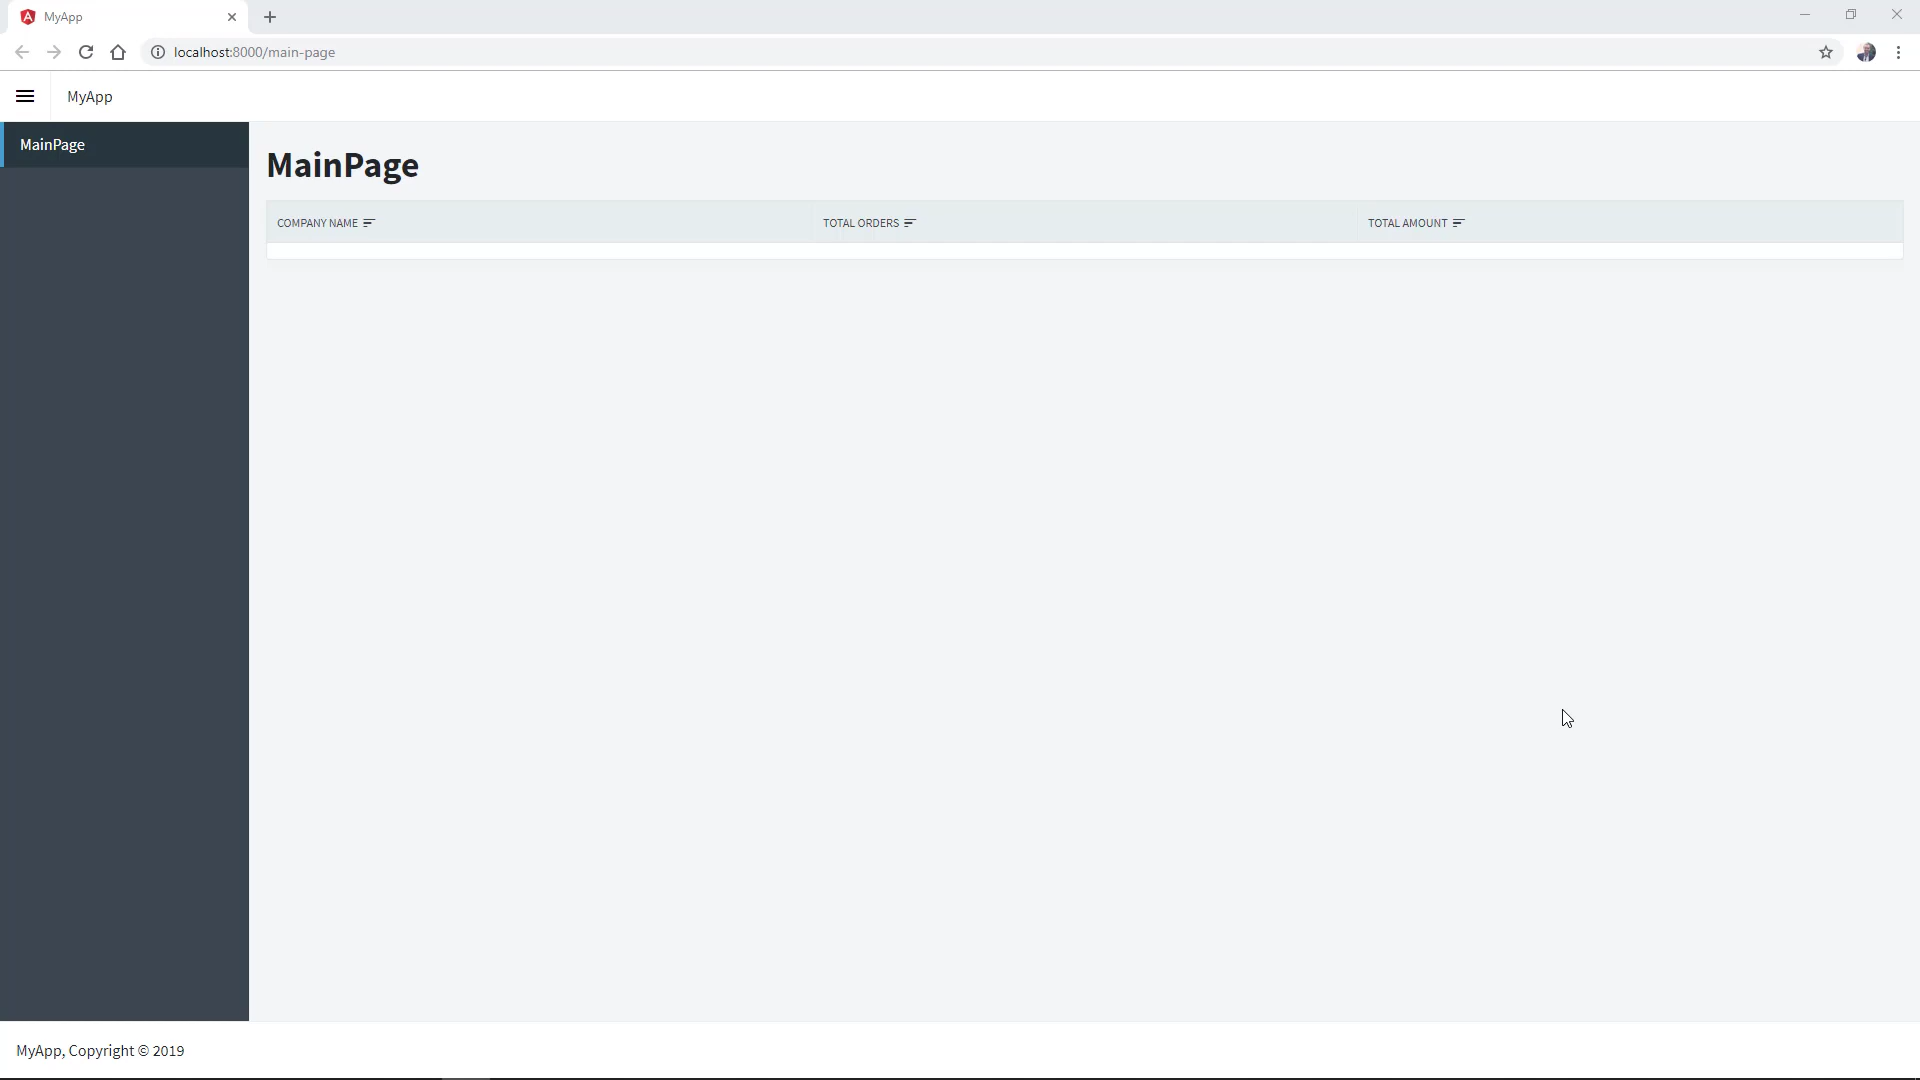 MyApp
localhost:8000/main-page
MyApp
MainPage
MainPage
COMPANY NAME
TOTAL ORDERS
TOTAL AMOUNT
MyApp, Copyright © 2019